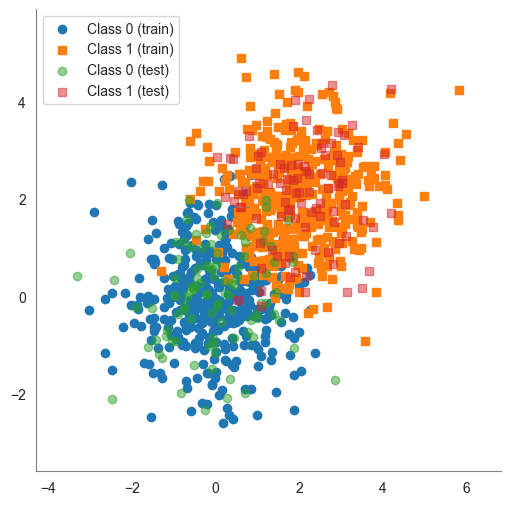 Class 0 (train)
Class 1 (train)
Class 0 (test)
Class 1 (test)
4
2
0
−2
−4 −2 0 2 4 6